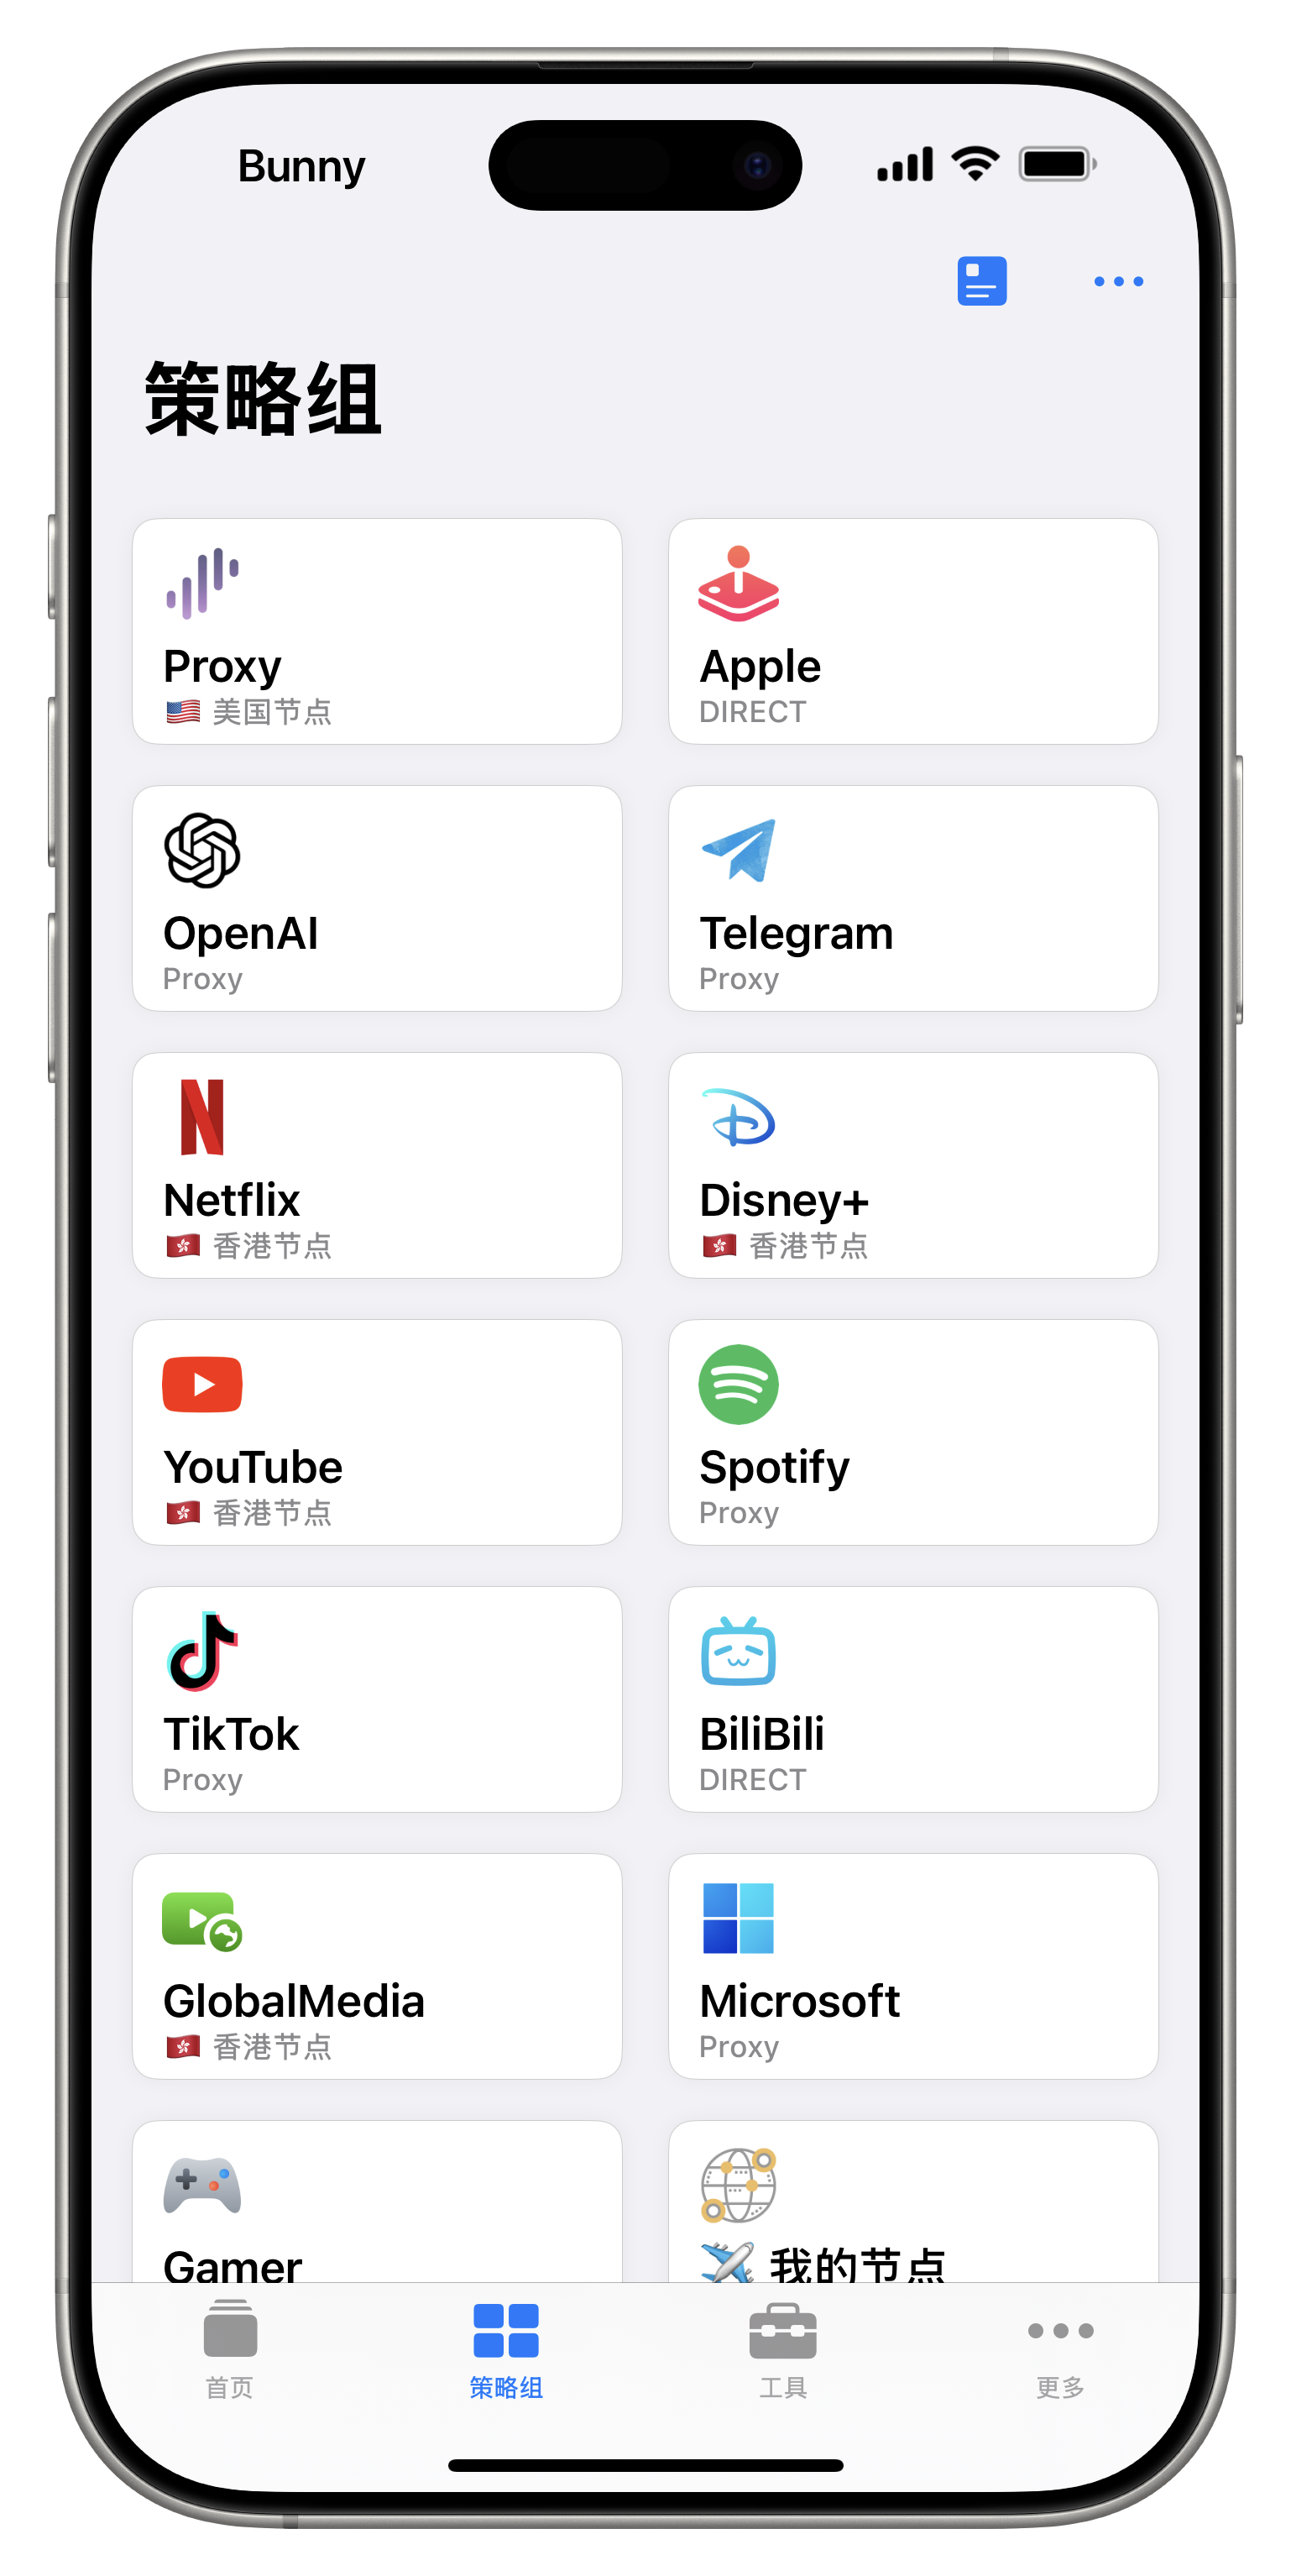 Bunny
策略组
Proxy
🇺🇸 美国节点
Apple
DIRECT
OpenAI
Proxy
Telegram
Proxy
Netflix
🇭🇰 香港节点
Disney+
🇭🇰 香港节点
YouTube
🇭🇰 香港节点
Spotify
Proxy
TikTok
Proxy
BiliBili
DIRECT
GlobalMedia
🇭🇰 香港节点
Microsoft
Proxy
Gamer
✈️ 我的节点
首页
策略组
工具
更多